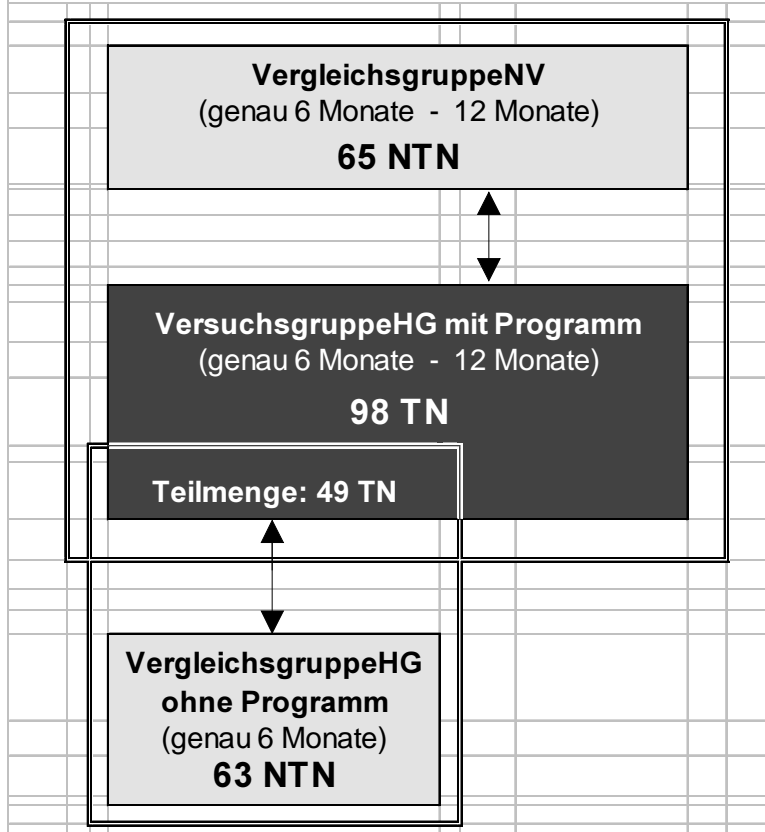 VergleichsgruppeNV
(genau 6 Monate - 12 Monate)
65 NTN
VersuchsgruppeHG mit Programm
(genau 6 Monate - 12 Monate)
98 TN
Teilmenge: 49 TN
VergleichsgruppeHG
ohne Programm
(genau 6 Monate)
63 NTN